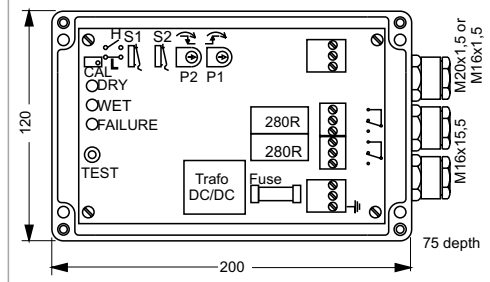 H S1 S2
L
P2 P1
CAL
DRY
WET
FAILURE
TEST
280R
280R
Trafo
DC/DC
Fuse
M20x1,5 or
M16x1,5
M16x15,5
120
200
75 depth